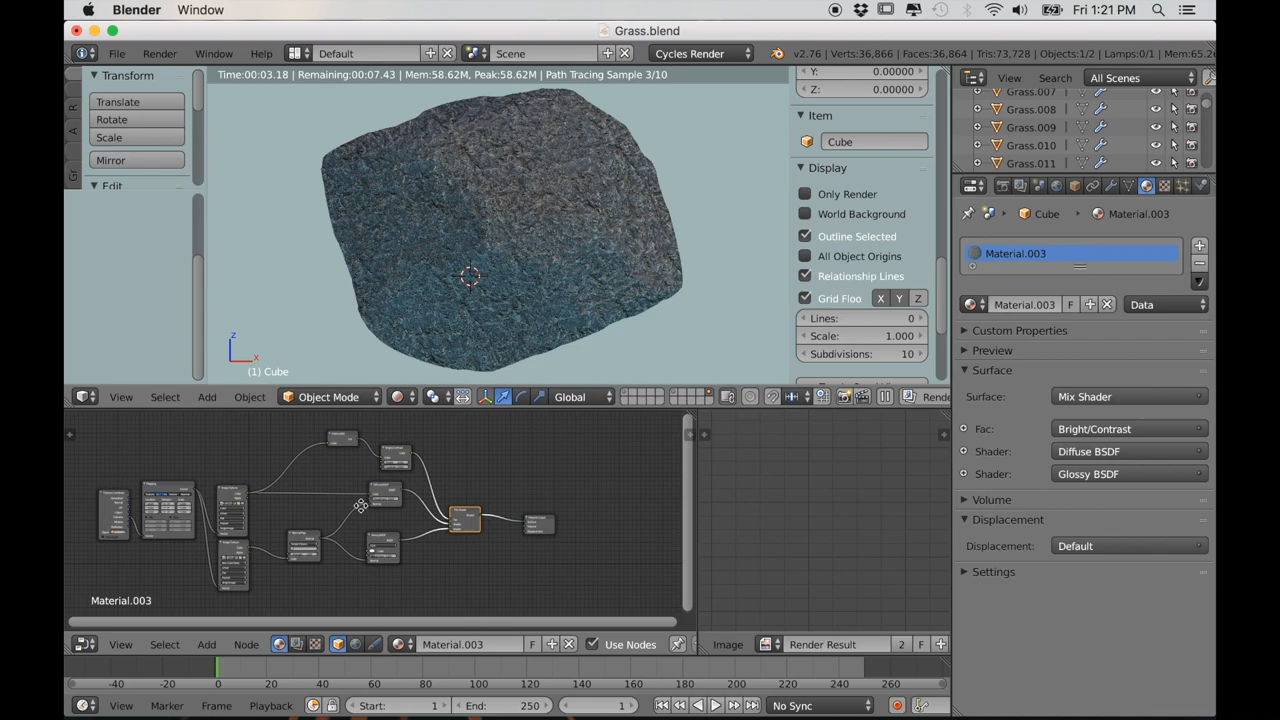 Blender Window Fri 1:21 PM
Grass.blend
File Render Window Help Default Scene Cycles Render v2.76 | Verts:36,866 | Faces:36,864 | Tris:73,728 | Objects:1/2 | Lamps:0/1 | Mem:65.2
Time:00:03.18 | Remaining:00:07.43 | Mem:58.62M, Peak:58.62M | Path Tracing Sample 3/10
Transform
Translate
Rotate
Scale
Mirror
Edit
R
A
Gr
z
x
(1) Cube
Y: 0.00000
Z: 0.00000
Item
Cube
Display
Only Render
World Background
Outline Selected
All Object Origins
Relationship Lines
Grid Floo X Y Z
Lines: 0
Scale: 1.000
Subdivisions: 10
View Search All Scenes
Grass.007
Grass.008
Grass.009
Grass.010
Grass.011
Cube Material.003
Material.003
Material.003 F Data
Custom Properties
Preview
Surface
Surface: Mix Shader
Fac: Bright/Contrast
Shader: Diffuse BSDF
Shader: Glossy BSDF
Volume
Displacement
Displacement: Default
Settings
View Select Add Object Object Mode Global Rende
Material.003
View Select Add Node Material.003 F Use Nodes
Image Render Result 2 F
-40 -20 0 20 40 60 80 100 120 140 160 180 200 220 240 260
View Marker Frame Playback Start: 1 End: 250 1 No Sync